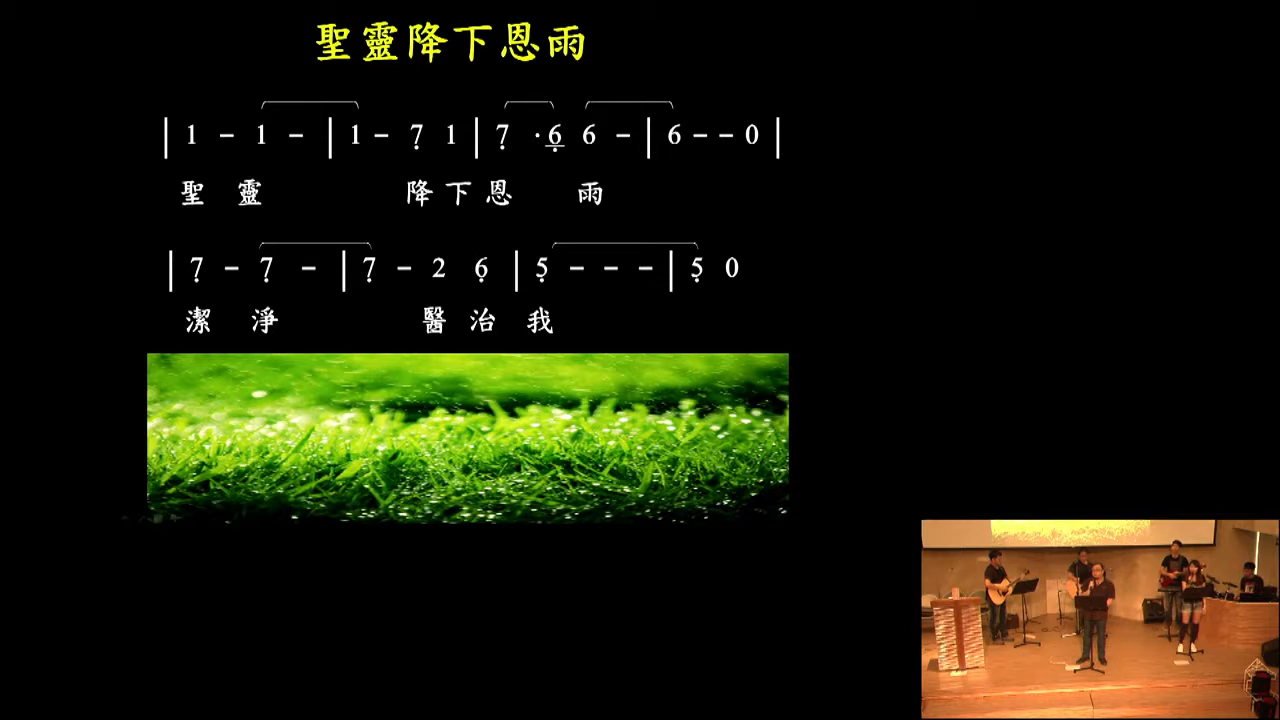 聖靈降下恩雨
| 1 － 1 － | 1 － 7̣ 1 | 7̣ · 6̣ 6 － | 6 － － 0 |
聖 靈 降 下 恩 雨
| 7̣ － 7̣ － | 7̣ － 2 6̣ | 5̣ － － － | 5̣ 0
潔 淨 醫 治 我